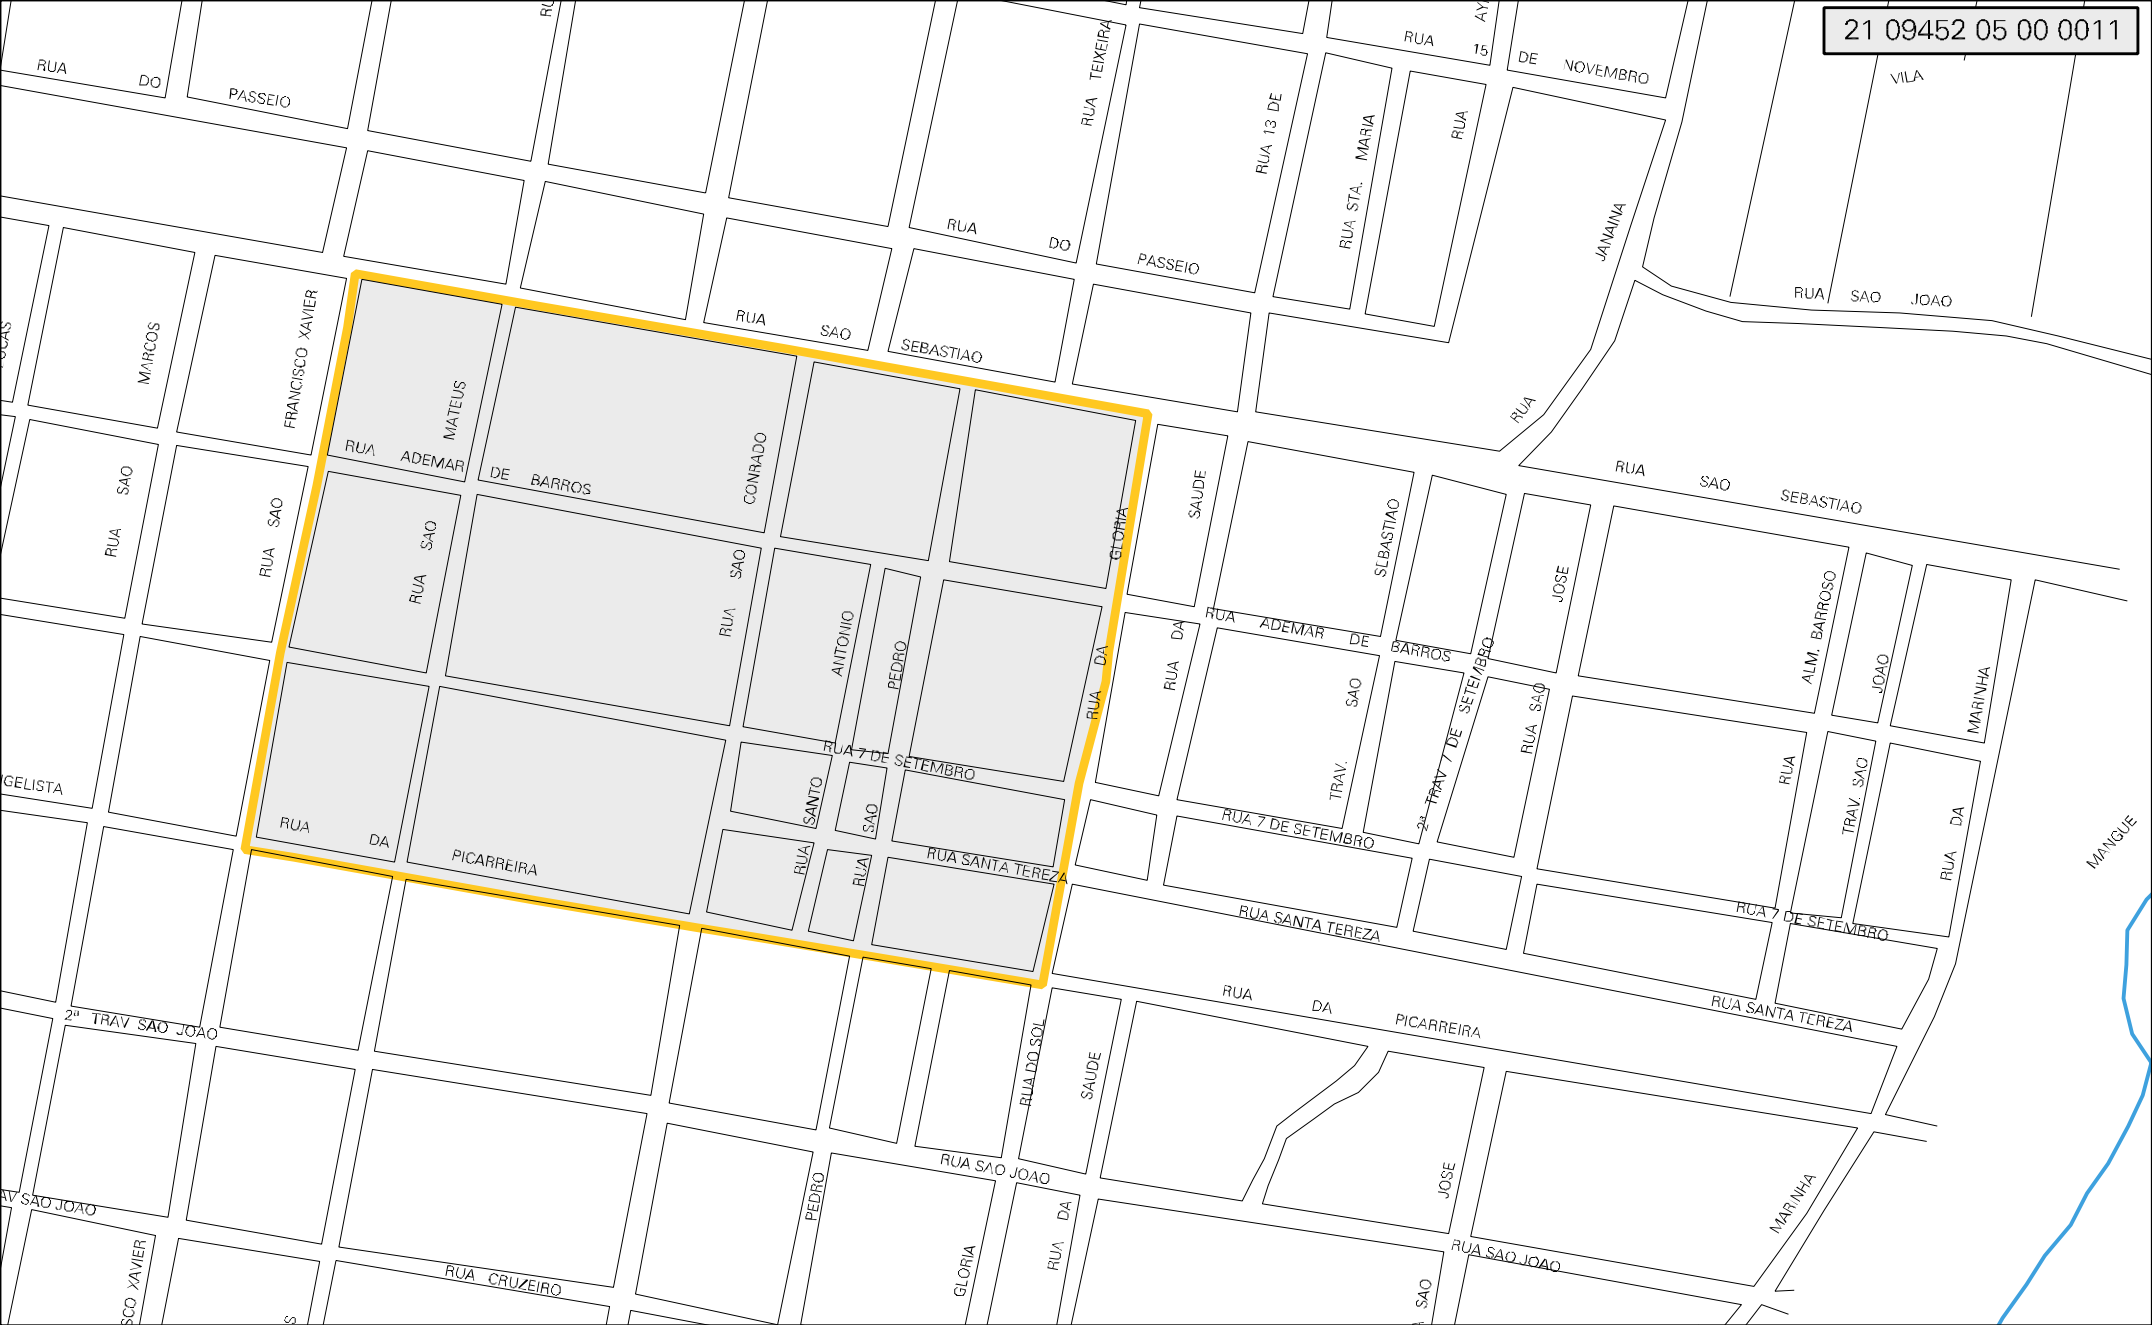 21 09452 05 00 0011
RUA DO PASSEIO
RUA TEIXEIRA
RUA 13 DE
RUA 15 DE NOVEMBRO
VILA
RUA STA. MARIA
RUA
RUA JANAINA
RUA DO PASSEIO
RUA SAO JOAO
RUA SAO MARCOS
RUA SAO FRANCISCO XAVIER
RUA SAO MATEUS
RUA SAO SEBASTIAO
RUA ADEMAR DE BARROS
RUA SAO CONRADO
RUA DA GLORIA
RUA DA SAUDE
RUA SAO SEBASTIAO
TRAV. SAO SEBASTIAO
RUA SAO JOSE
RUA ALM. BARROSO
TRAV. SAO JOAO
RUA DA MARINHA
RUA ADEMAR DE BARROS
2ª TRAV 7 DE SETEMBRO
RUA SANTO ANTONIO
RUA SAO PEDRO
RUA 7 DE SETEMBRO
RUA 7 DE SETEMBRO
RUA 7 DE SETEMBRO
MANGUE
RUA DA PICARREIRA
RUA SANTA TEREZA
RUA SANTA TEREZA
RUA SANTA TEREZA
RUA DA PICARREIRA
2ª TRAV SAO JOAO
RUA DO SOL
RUA DA SAUDE
RUA SAO JOAO
SAO JOSE
MARINHA
RUA SAO JOAO
SAO JOAO
RUA CRUZEIRO
PEDRO
GLORIA
XAVIER